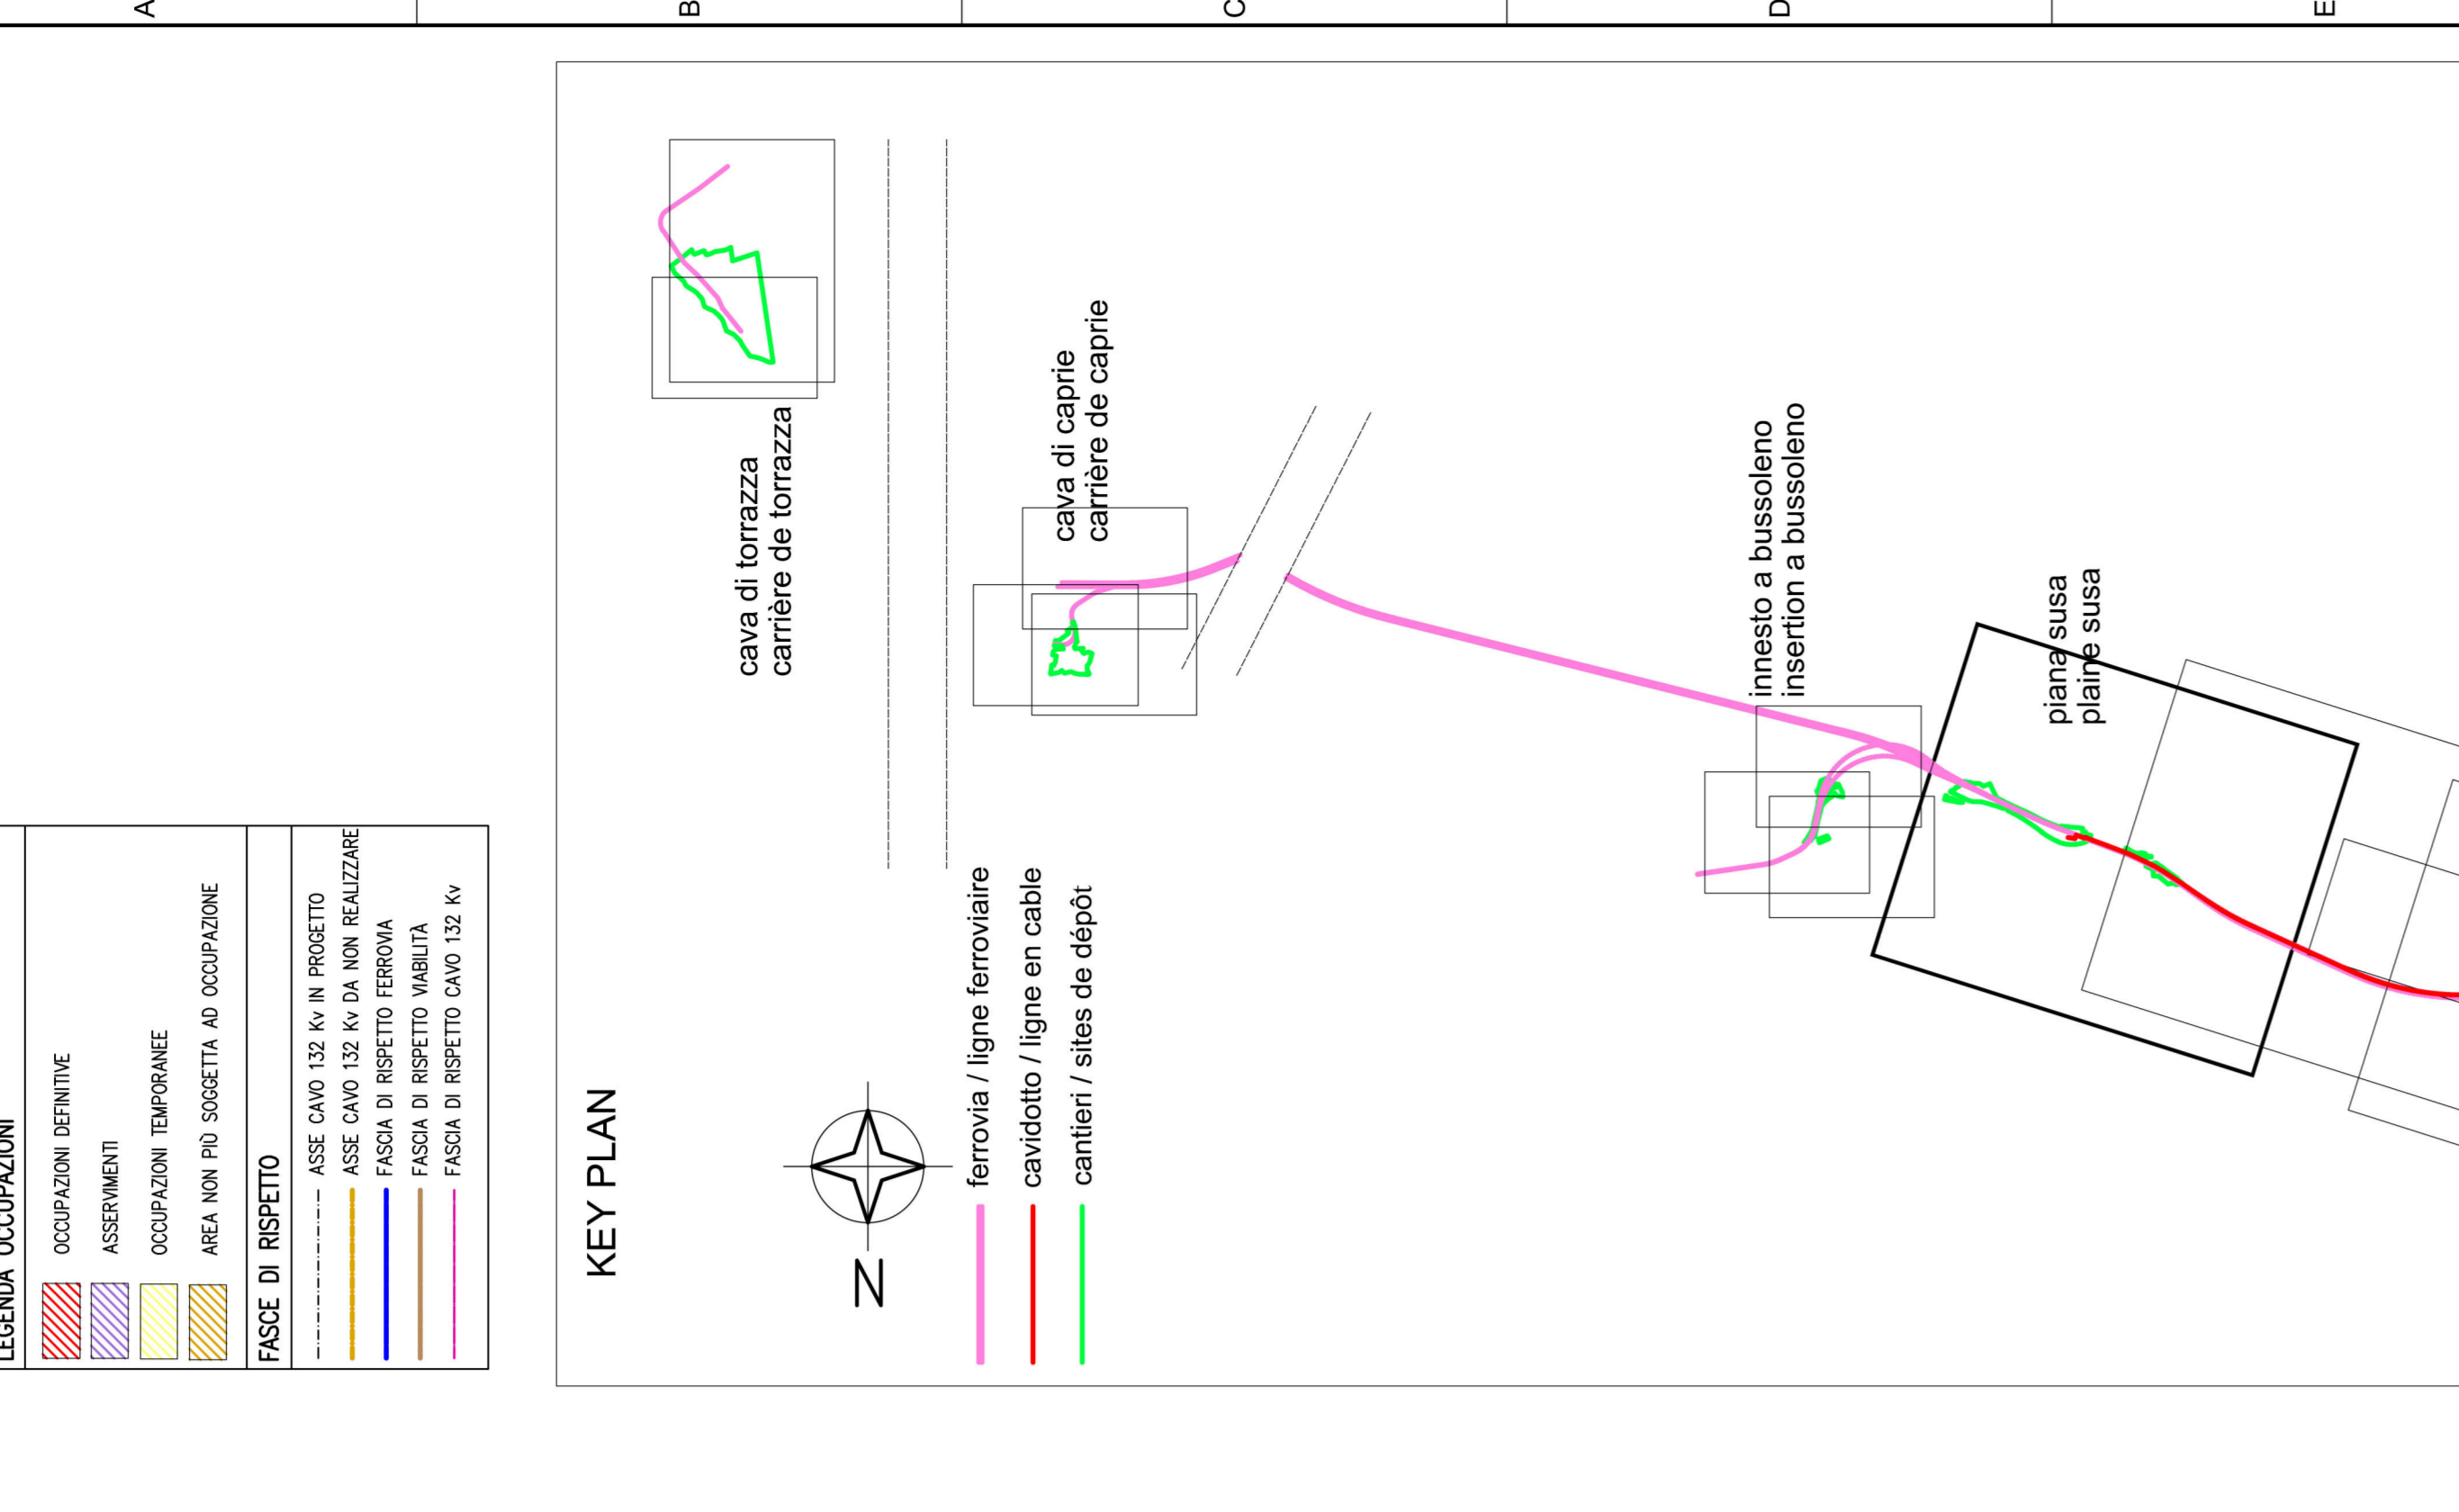 A
B
C
D
E
LEGENDA OCCUPAZIONI
OCCUPAZIONI DEFINITIVE
ASSERVIMENTI
OCCUPAZIONI TEMPORANEE
AREA NON PIÙ SOGGETTA AD OCCUPAZIONE
FASCE DI RISPETTO
ASSE CAVO 132 Kv IN PROGETTO
ASSE CAVO 132 Kv DA NON REALIZZARE
FASCIA DI RISPETTO FERROVIA
FASCIA DI RISPETTO VIABILITÀ
FASCIA DI RISPETTO CAVO 132 Kv
KEY PLAN
N
ferrovia / ligne ferroviaire
cavidotto / ligne en cable
cantieri / sites de dépôt
cava di torrazza
carrière de torrazza
cava di caprie
carrière de caprie
innesto a bussoleno
insertion a bussoleno
piana susa
plaine susa